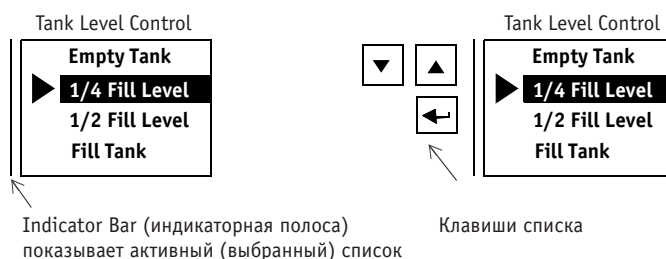 Tank Level Control
Empty Tank
1/4 Fill Level
1/2 Fill Level
Fill Tank
Indicator Bar (индикаторная полоса)
показывает активный (выбранный) список
Tank Level Control
Empty Tank
1/4 Fill Level
1/2 Fill Level
Fill Tank
Клавиши списка